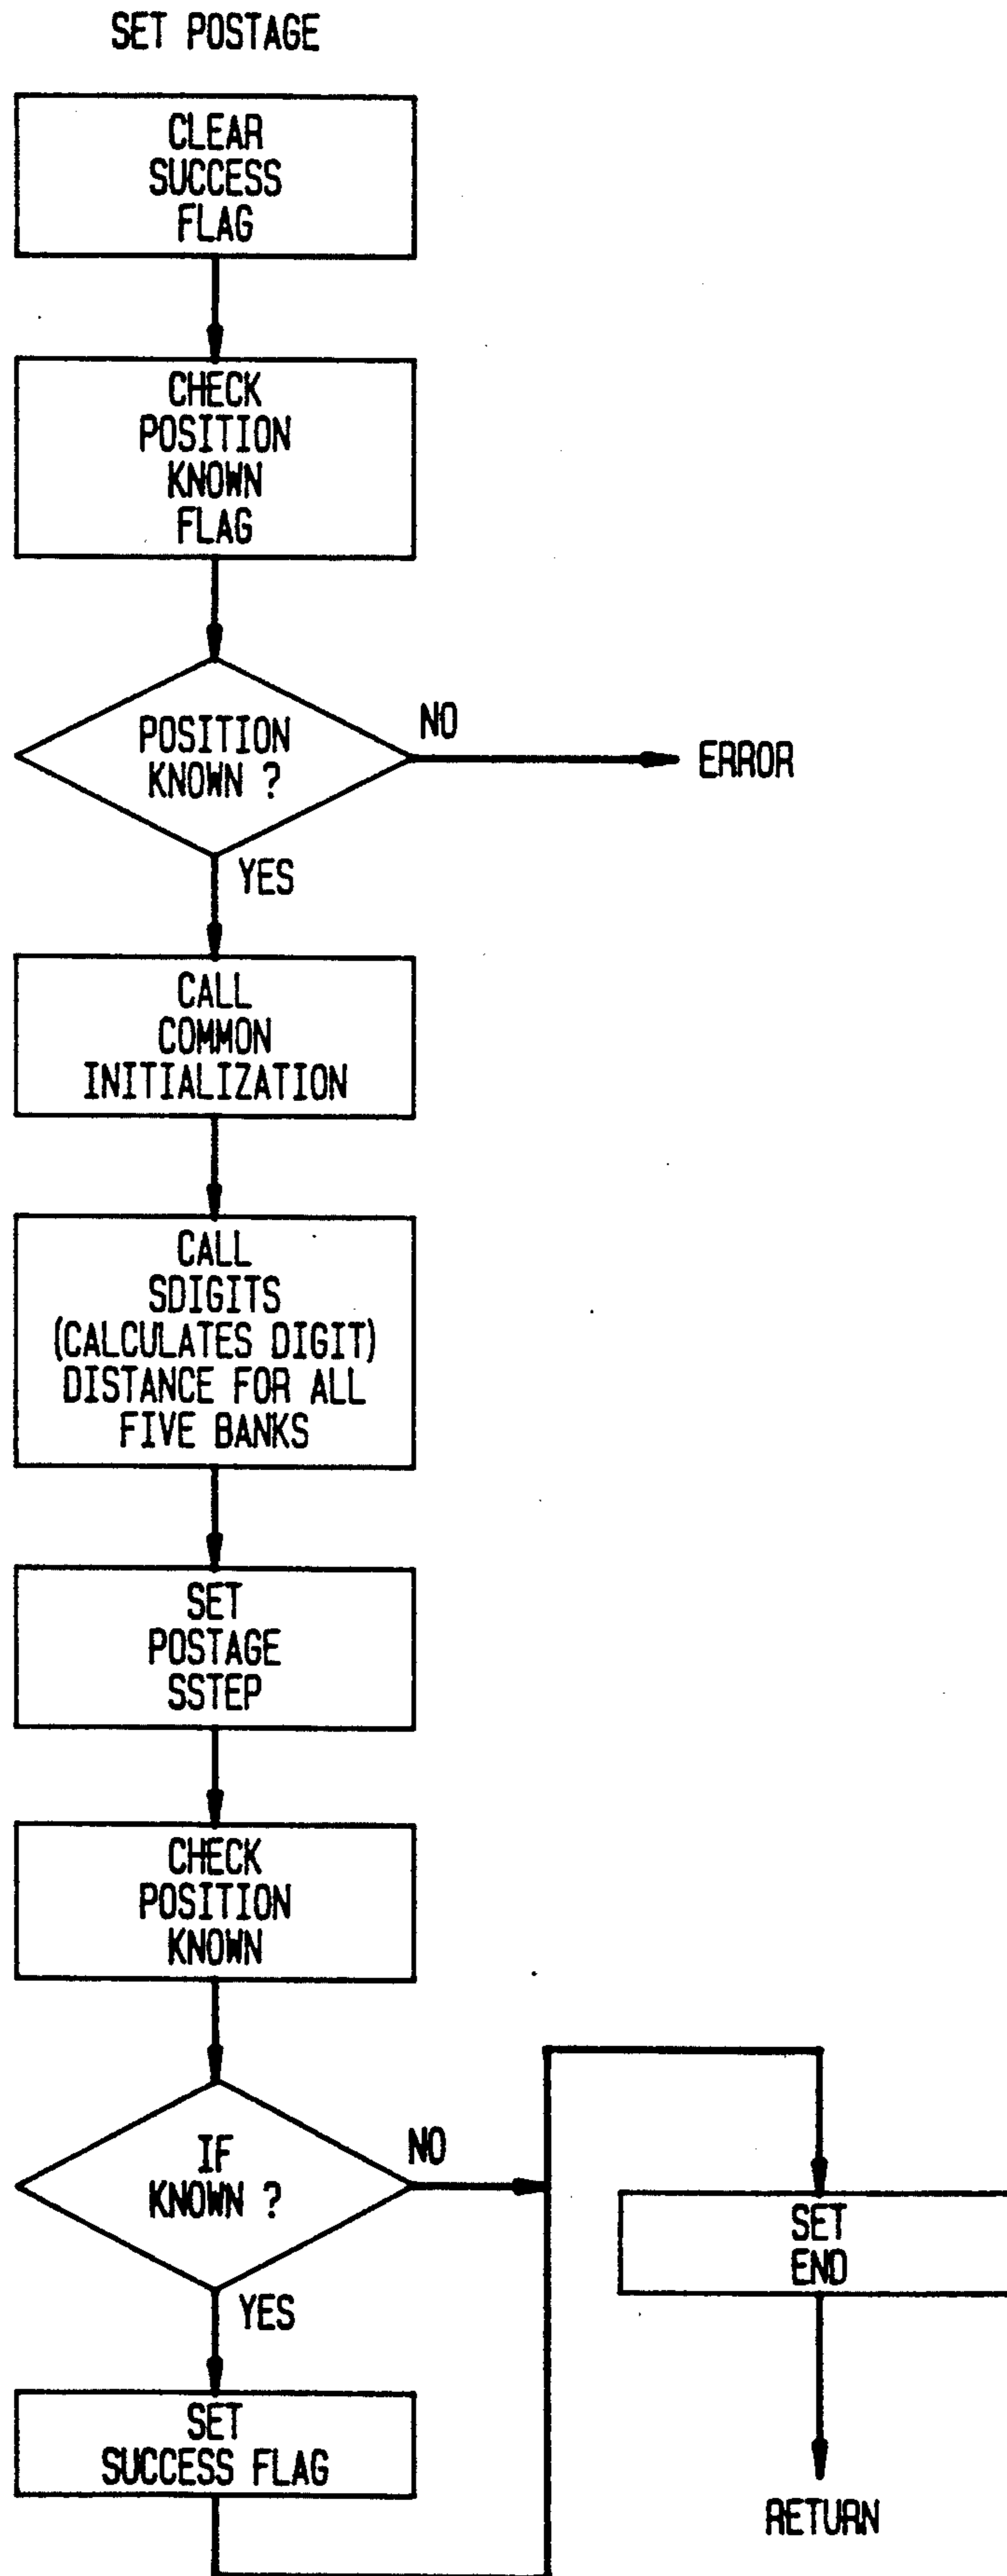 SET POSTAGE
CLEAR
SUCCESS
FLAG
CHECK
POSITION
KNOWN
FLAG
POSITION
KNOWN ?
NO
ERROR
YES
CALL
COMMON
INITIALIZATION
CALL
SDIGITS
(CALCULATES DIGIT)
DISTANCE FOR ALL
FIVE BANKS
SET
POSTAGE
SSTEP
CHECK
POSITION
KNOWN
IF
KNOWN ?
NO
YES
SET
SUCCESS FLAG
SET
END
RETURN